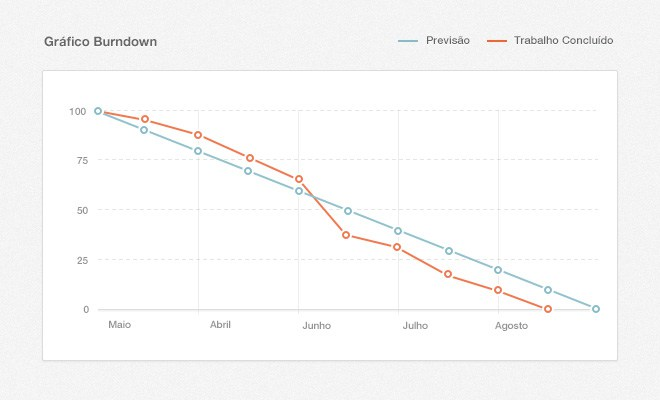 Gráfico Burndown
Previsão
Trabalho Concluído
100
75
50
25
0
Maio
Abril
Junho
Julho
Agosto